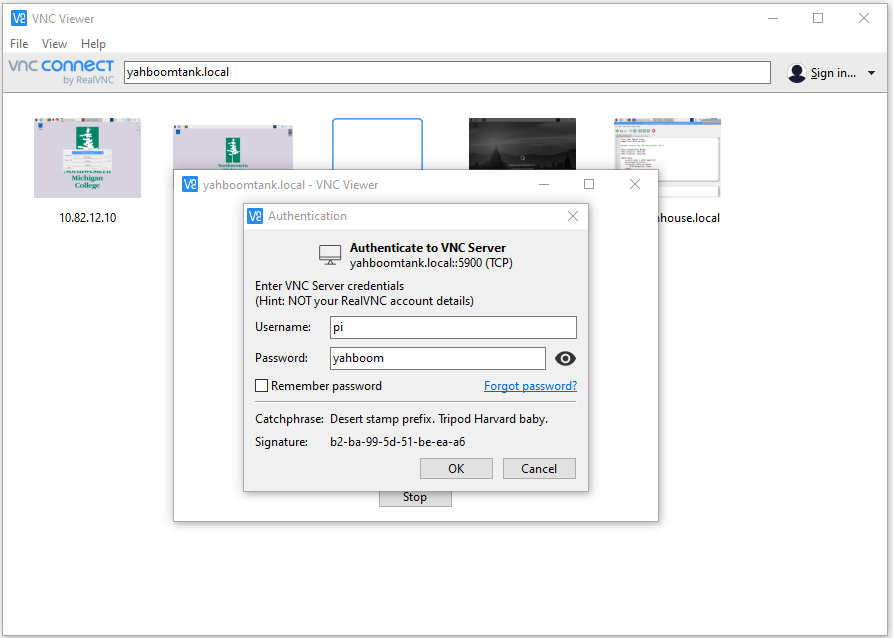 VNC Viewer
File View Help
VNC CONNECT
by RealVNC
yahboomtank.local
Sign in...
Michigan
College
10.82.12.10
house.local
yahboomtank.local - VNC Viewer
Authentication
Authenticate to VNC Server
yahboomtank.local::5900 (TCP)
Enter VNC Server credentials
(Hint: NOT your RealVNC account details)
Username: pi
Password: yahboom
Remember password Forgot password?
Catchphrase: Desert stamp prefix. Tripod Harvard baby.
Signature: b2-ba-99-5d-51-be-ea-a6
OK Cancel
Stop